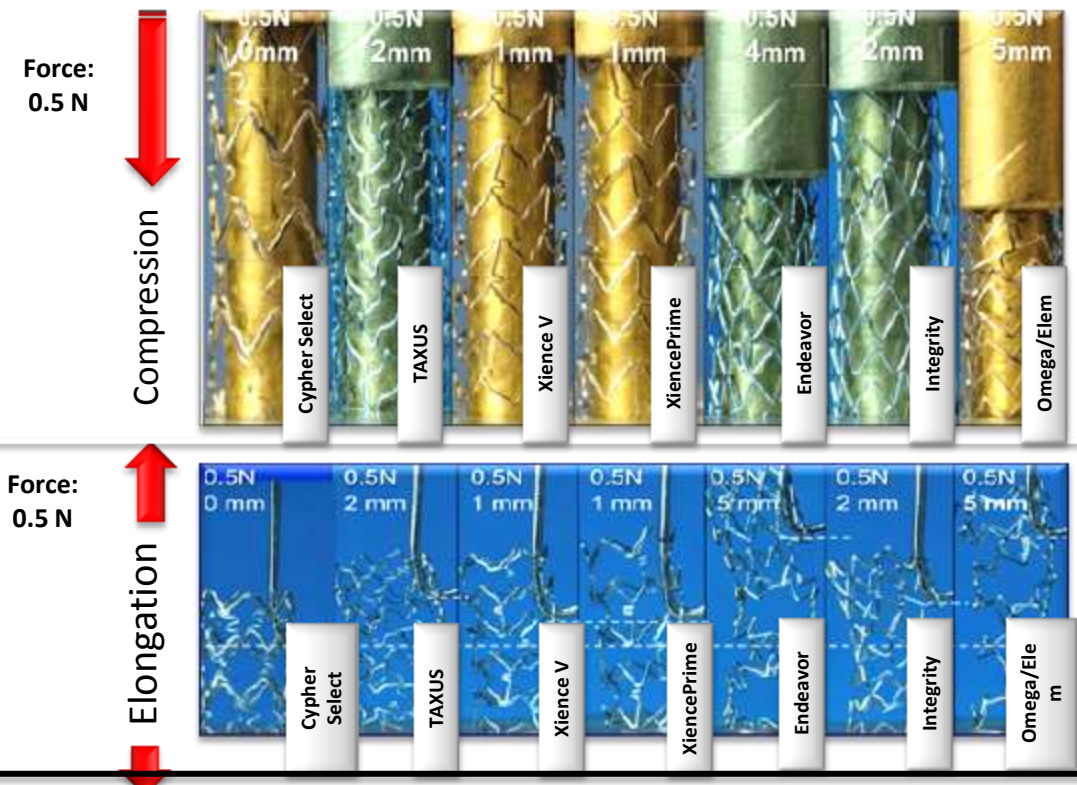 Force:
0.5 N
Compression
0.5N
0mm
0.5N
2mm
0.5N
1mm
0.5N
1mm
0.5N
4mm
0.5N
2mm
0.5N
5mm
Cypher Select
TAXUS
Xience V
XiencePrime
Endeavor
Integrity
Omega/Elem
Force:
0.5 N
Elongation
0.5N
0 mm
0.5N
2 mm
0.5N
1 mm
0.5N
1 mm
0.5N
5 mm
0.5N
2 mm
0.5N
5 mm
Cypher
Select
TAXUS
Xience V
XiencePrime
Endeavor
Integrity
Omega/Ele
m